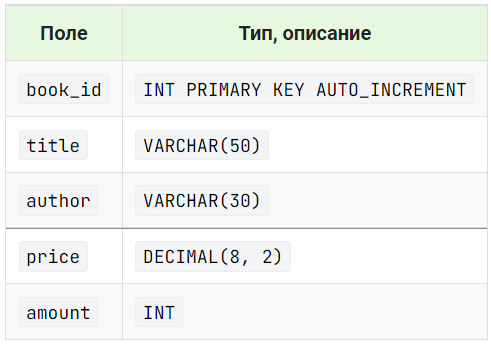 Поле Тип, описание
book_id INT PRIMARY KEY AUTO_INCREMENT
title VARCHAR(50)
author VARCHAR(30)
price DECIMAL(8, 2)
amount INT